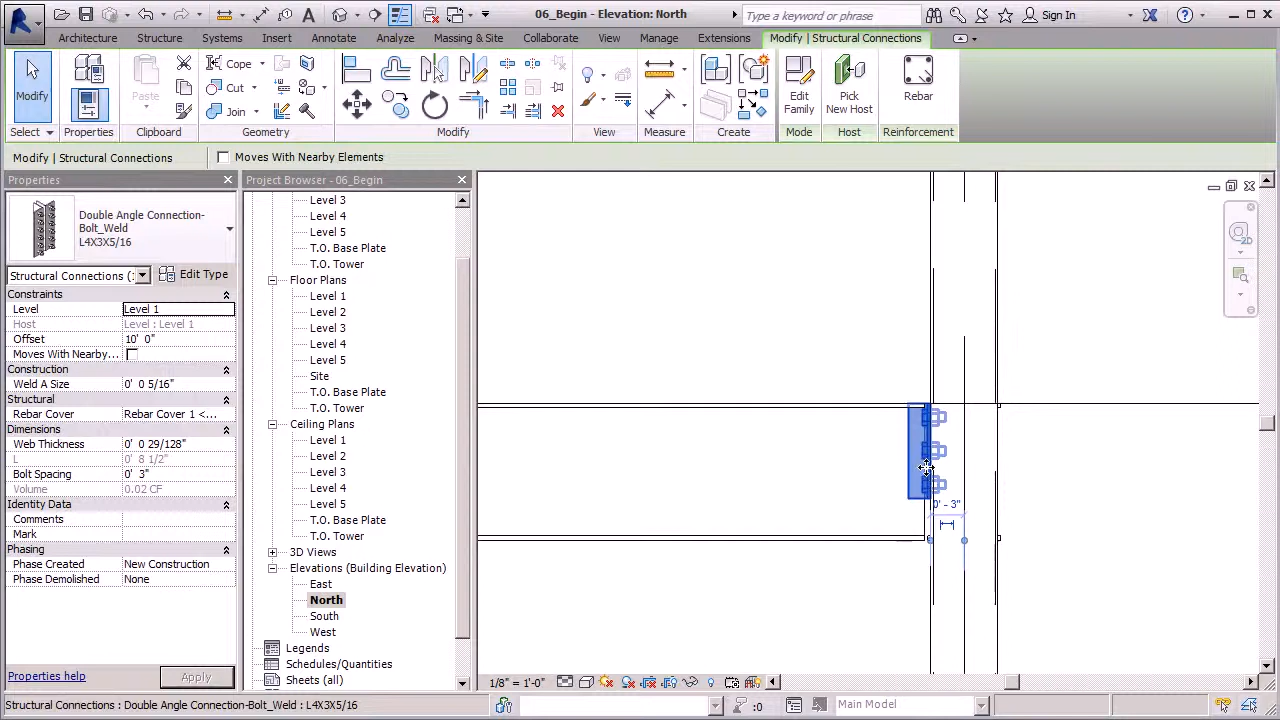 06_Begin - Elevation: North
Type a keyword or phrase
Sign In
Architecture Structure Systems Insert Annotate Analyze Massing & Site Collaborate View Manage Extensions Modify | Structural Connections
Modify
Paste
Cope
Cut
Join
Edit Family
Pick New Host
Rebar
Select Properties Clipboard Geometry Modify View Measure Create Mode Host Reinforcement
Modify | Structural Connections
Moves With Nearby Elements
Properties
Double Angle Connection-
Bolt_Weld
L4X3X5/16
Structural Connections (
Edit Type
Constraints
Level Level 1
Host Level : Level 1
Offset 10' 0"
Moves With Nearby...
Construction
Weld A Size 0' 0 5/16"
Structural
Rebar Cover Rebar Cover 1 <...
Dimensions
Web Thickness 0' 0 29/128"
L 0' 8 1/2"
Bolt Spacing 0' 3"
Volume 0.02 CF
Identity Data
Comments
Mark
Phasing
Phase Created New Construction
Phase Demolished None
Properties help
Apply
Project Browser - 06_Begin
Level 3
Level 4
Level 5
T.O. Base Plate
T.O. Tower
Floor Plans
Level 1
Level 2
Level 3
Level 4
Level 5
Site
T.O. Base Plate
T.O. Tower
Ceiling Plans
Level 1
Level 2
Level 3
Level 4
Level 5
T.O. Base Plate
T.O. Tower
3D Views
Elevations (Building Elevation)
East
North
South
West
Legends
Schedules/Quantities
Sheets (all)
2D
0' - 3"
1/8" = 1'-0"
Structural Connections : Double Angle Connection-Bolt_Weld : L4X3X5/16
:0
Main Model